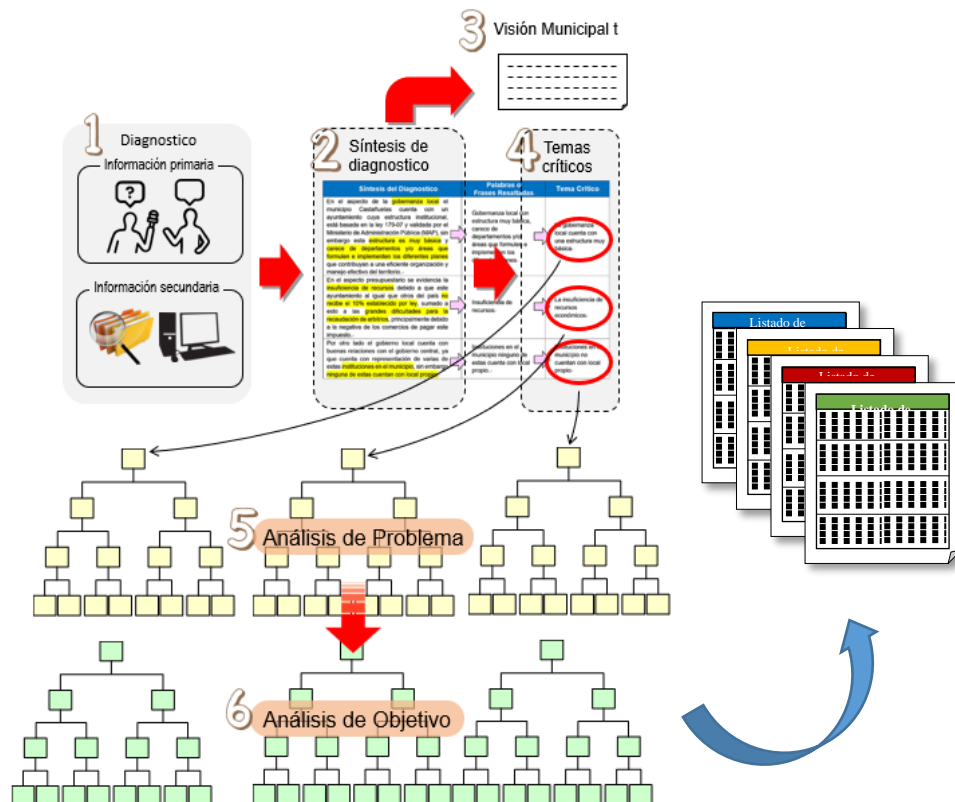 3
Visión Municipal t
1
Diagnostico
Información primaria
?
Información secundaria
2
Síntesis de
diagnostico
4
Temas
críticos
Síntesis del Diagnostico
Palabras o
Frases Resaltadas
Tema Crítico
En el aspecto de la gobernanza local el
municipio Castañuelas cuenta con un
ayuntamiento cuya estructura institucional,
está basada en la ley 176-07 y validada por el
Ministerio de Administración Pública (MAP), sin
embargo esta estructura es muy básica y
carece de departamentos y/o áreas que
formulen e implementen los diferentes planes
que contribuyan a una eficiente organización y
manejo efectivo del territorio.
Gobernanza local con
estructura muy básica,
carece de
departamentos y/o
áreas que formulen e
implementen los
gobernanza
local cuenta con
una estructura muy
básica
En el aspecto presupuestario se evidencia la
insuficiencia de recursos debido a que este
ayuntamiento al igual que otros del país no
recibe el 10% establecido por ley, sumado a
esto a las grandes dificultades para la
recaudación de arbitrios, principalmente debido
a la negativa de los comercios de pagar este
impuesto.
Insuficiencia de
recursos
La insuficiencia de
recursos
económicos
Por otro lado el gobierno local cuenta con
buenas relaciones con el gobierno central, ya
que cuenta con representación de varias de
estas instituciones en el municipio, sin embargo
ninguna de estas cuentan con local propio
Instituciones en el
municipio ninguno de
estas cuenta con local
propio
Instituciones en
municipio no
cuentan con local
propio
5
Análisis de Problema
6
Análisis de Objetivo
Listado de
Listado de
Listado de
Listado de